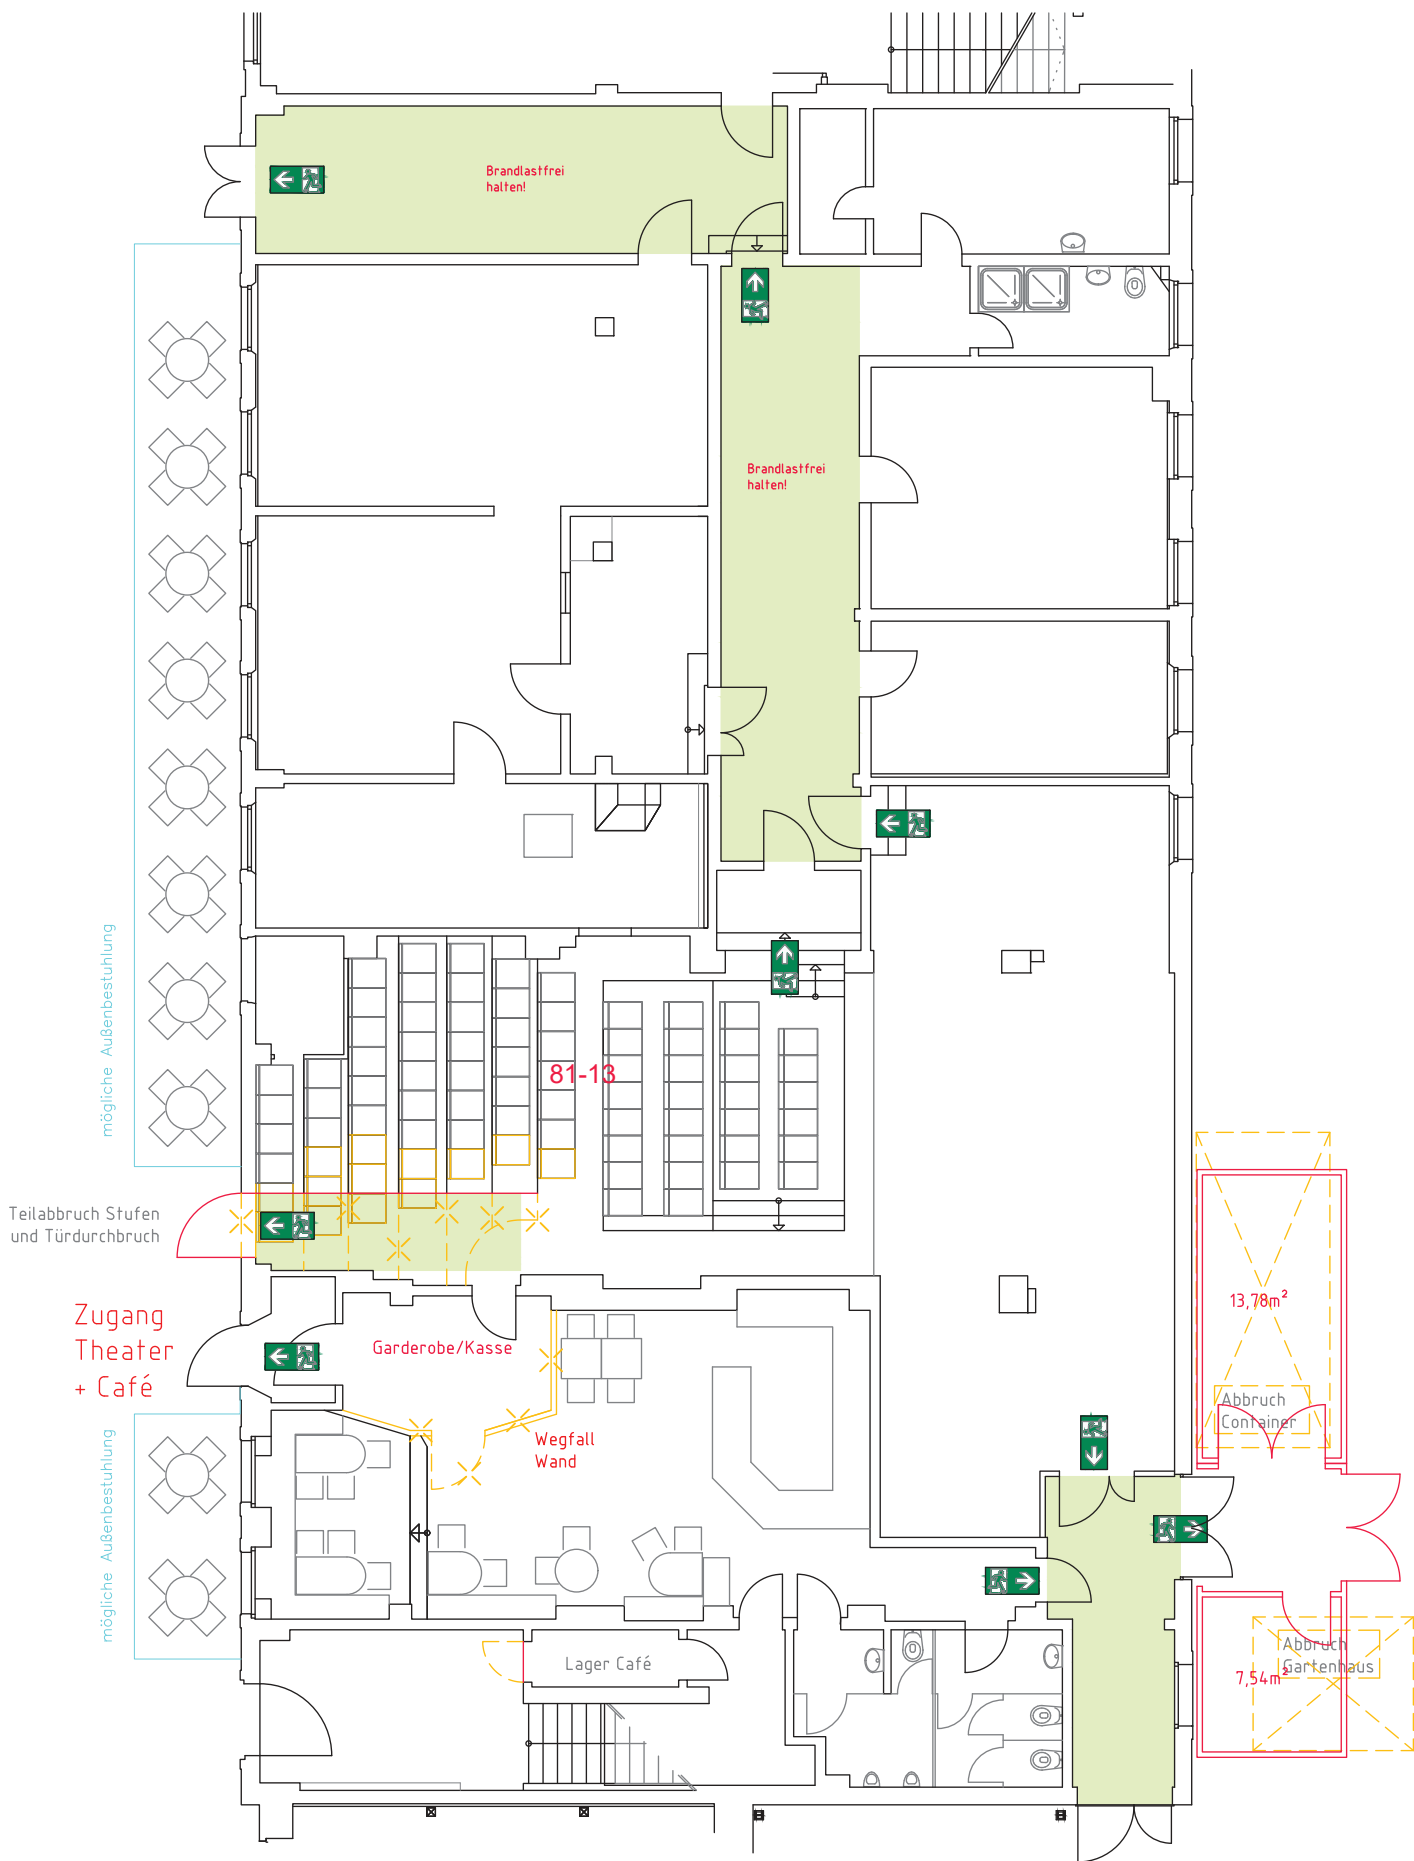 Brandlastfrei
halten!
Brandlastfrei
halten!
mögliche Außenbestuhlung
81-13
Teilabbruch Stufen
und Türdurchbruch
Zugang
Theater
+ Café
Garderobe/Kasse
13,78m²
Abbruch
Container
Wegfall
Wand
mögliche Außenbestuhlung
Lager Café
Abbruch
Gartenhaus
7,54m²